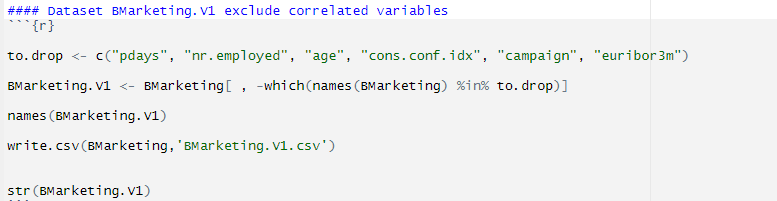 #### Dataset BMarketing.V1 exclude correlated variables
```{r}
to.drop <- c("pdays", "nr.employed", "age", "cons.conf.idx", "campaign", "euribor3m")
BMarketing.V1 <- BMarketing[ , -which(names(BMarketing) %in% to.drop)]
names(BMarketing.V1)
write.csv(BMarketing,'BMarketing.V1.csv')
str(BMarketing.V1)
```